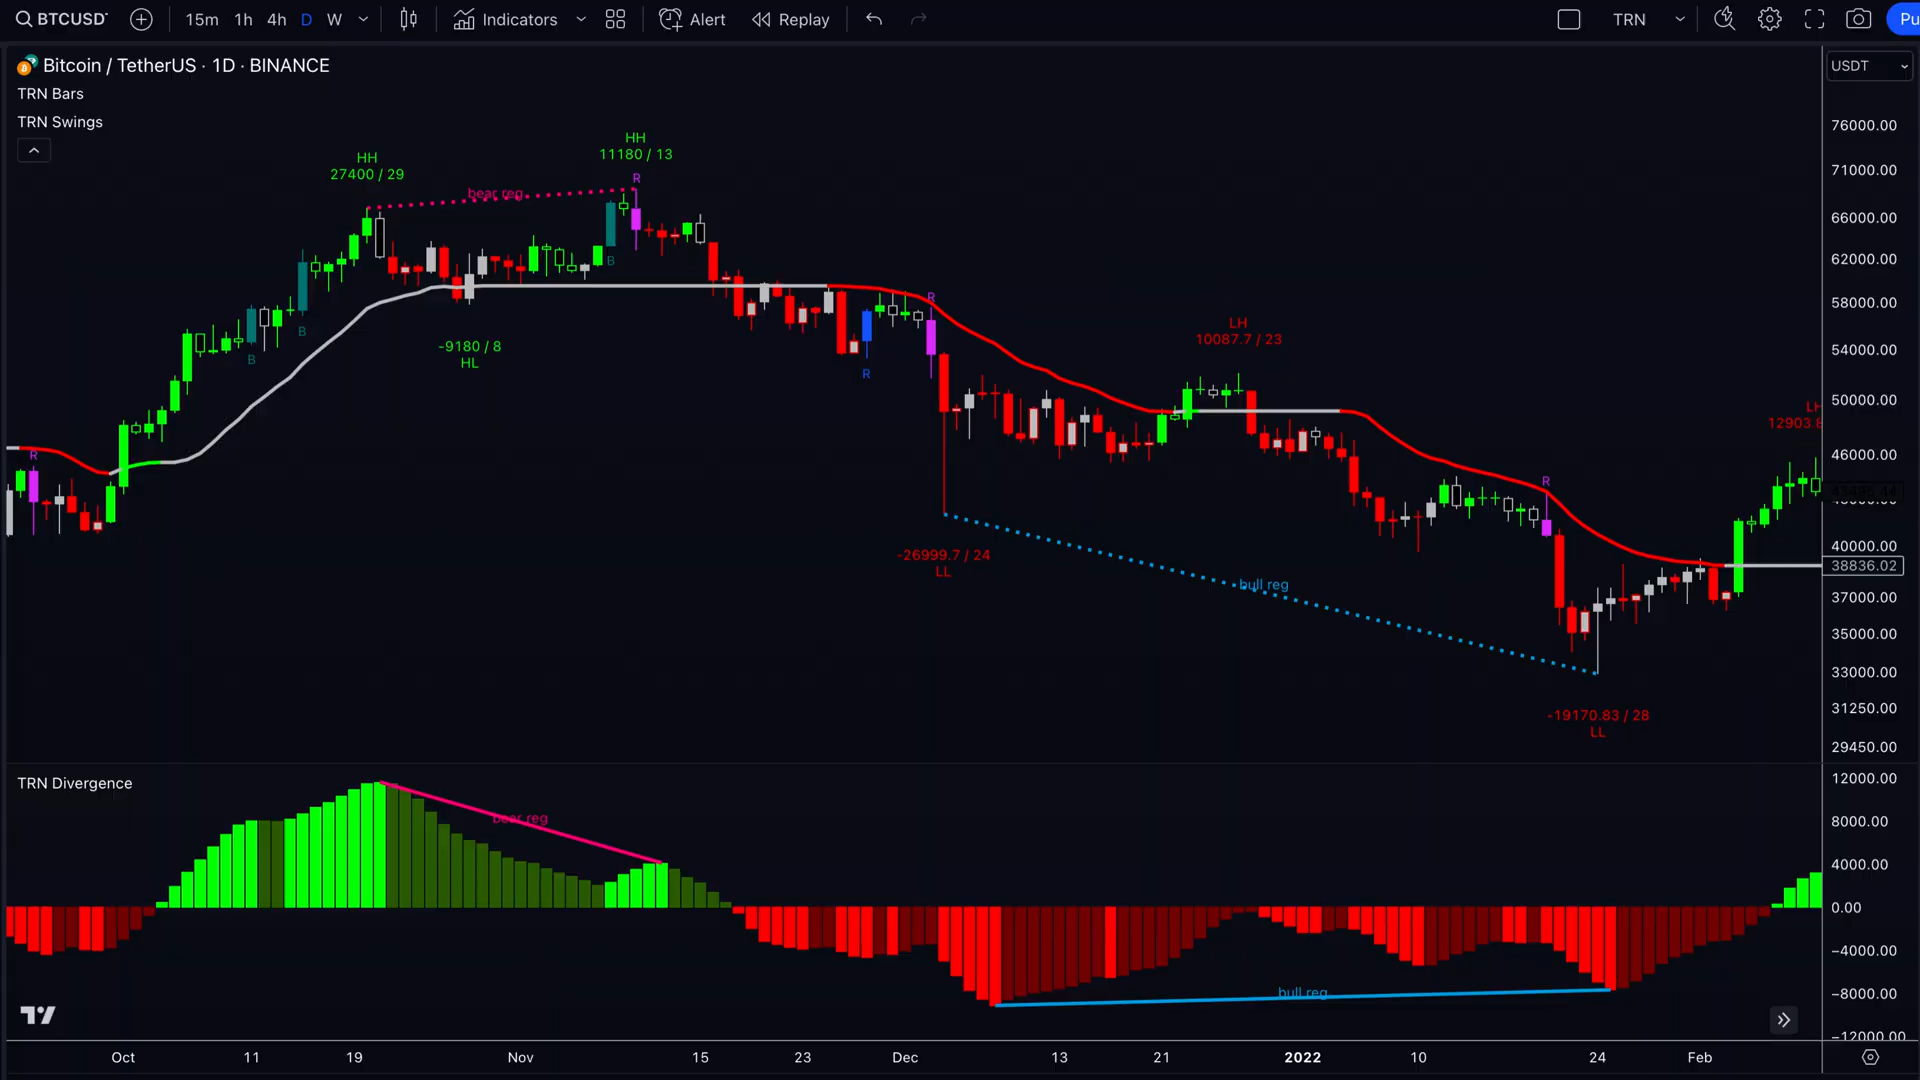 BTCUSD 15m 1h 4h D W Indicators Alert Replay TRN Pu
Bitcoin / TetherUS · 1D · BINANCE
USDT
TRN Bars
TRN Swings
HH
27400 / 29
HH
11180 / 13
R
bear reg
B
B
B
-9180 / 8
HL
R
R
R
LH
10087.7 / 23
-26999.7 / 24
LL
bull reg
R
-19170.83 / 28
LL
LH
12903.8
76000.00
71000.00
66000.00
62000.00
58000.00
54000.00
50000.00
46000.00
40000.00
38836.02
37000.00
35000.00
33000.00
31250.00
29450.00
TRN Divergence
bear reg
bull reg
12000.00
8000.00
4000.00
0.00
−4000.00
−8000.00
−12000.00
Oct 11 19 Nov 15 23 Dec 13 21 2022 10 24 Feb